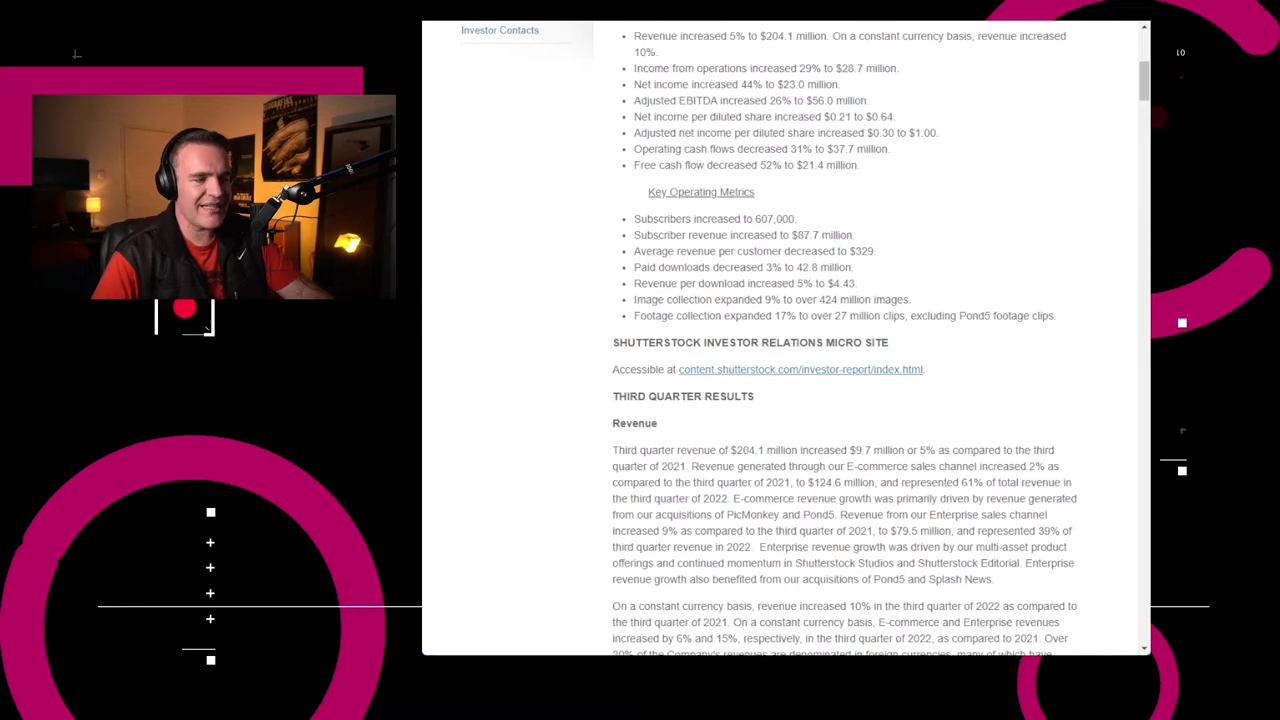 Investor Contacts
Revenue increased 5% to $204.1 million. On a constant currency basis, revenue increased
10%.
Income from operations increased 29% to $28.7 million.
Net income increased 44% to $23.0 million.
Adjusted EBITDA increased 26% to $56.0 million.
Net income per diluted share increased $0.21 to $0.64.
Adjusted net income per diluted share increased $0.30 to $1.00.
Operating cash flows decreased 31% to $37.7 million.
Free cash flow decreased 52% to $21.4 million.
Key Operating Metrics
Subscribers increased to 607,000.
Subscriber revenue increased to $87.7 million.
Average revenue per customer decreased to $329.
Paid downloads decreased 3% to 42.8 million.
Revenue per download increased 5% to $4.43.
Image collection expanded 9% to over 424 million images.
Footage collection expanded 17% to over 27 million clips, excluding Pond5 footage clips.
SHUTTERSTOCK INVESTOR RELATIONS MICRO SITE
Accessible at content.shutterstock.com/investor-report/index.html.
THIRD QUARTER RESULTS
Revenue
Third quarter revenue of $204.1 million increased $9.7 million or 5% as compared to the third
quarter of 2021. Revenue generated through our E-commerce sales channel increased 2% as
compared to the third quarter of 2021, to $124.6 million, and represented 61% of total revenue in
the third quarter of 2022. E-commerce revenue growth was primarily driven by revenue generated
from our acquisitions of PicMonkey and Pond5. Revenue from our Enterprise sales channel
increased 9% as compared to the third quarter of 2021, to $79.5 million, and represented 39% of
third quarter revenue in 2022. Enterprise revenue growth was driven by our multi-asset product
offerings and continued momentum in Shutterstock Studios and Shutterstock Editorial. Enterprise
revenue growth also benefited from our acquisitions of Pond5 and Splash News.
On a constant currency basis, revenue increased 10% in the third quarter of 2022 as compared to
the third quarter of 2021. On a constant currency basis, E-commerce and Enterprise revenues
increased by 6% and 15%, respectively, in the third quarter of 2022, as compared to 2021. Over
30% of the Company's revenues are denominated in foreign currencies, many of which have